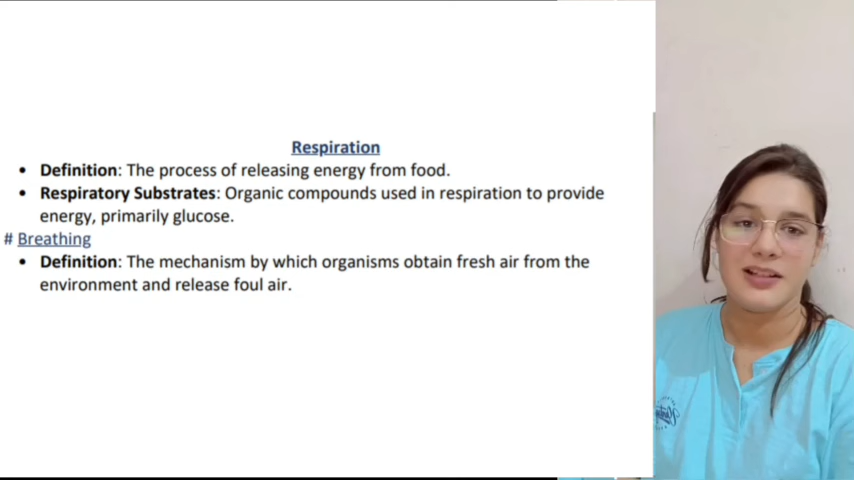 Respiration
• Definition: The process of releasing energy from food.
• Respiratory Substrates: Organic compounds used in respiration to provide
energy, primarily glucose.
# Breathing
• Definition: The mechanism by which organisms obtain fresh air from the
environment and release foul air.